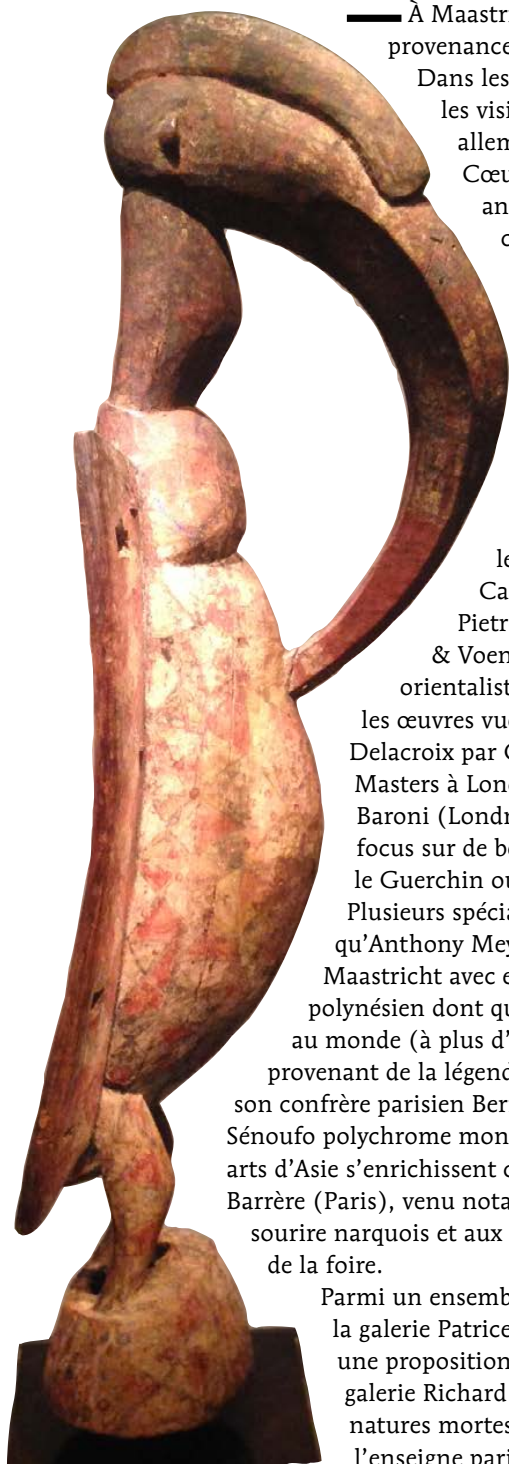 À Maastri
provenance
Dans les
les visi
allem
Cœu
an
le
Ca
Pietr
& Voen
orientalist
les œuvres vue
Delacroix par C
Masters à Lond
Baroni (Londr
focus sur de be
le Guerchin ou
Plusieurs spécia
qu’Anthony Mey
Maastricht avec e
polynésien dont qu
au monde (à plus d’
provenant de la légend
son confrère parisien Ber
Sénoufo polychrome mon
arts d’Asie s’enrichissent d
Barrère (Paris), venu nota
sourire narquois et aux
de la foire.
Parmi un ensemb
la galerie Patrice
une proposition
galerie Richard
natures mortes
l’enseigne pari